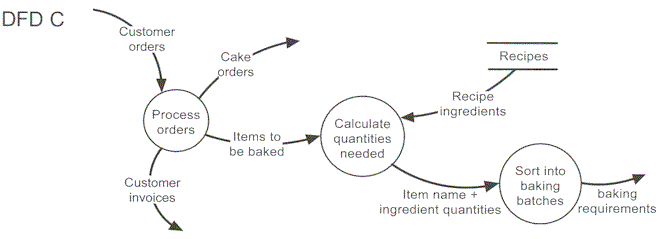 DFD C
Customer
orders
Cake
orders
Recipes
Process
orders
Recipe
ingredients
Items to
be baked
Calculate
quantities
needed
Customer
invoices
Item name +
ingredient quantities
Sort into
baking
batches
baking
requirements